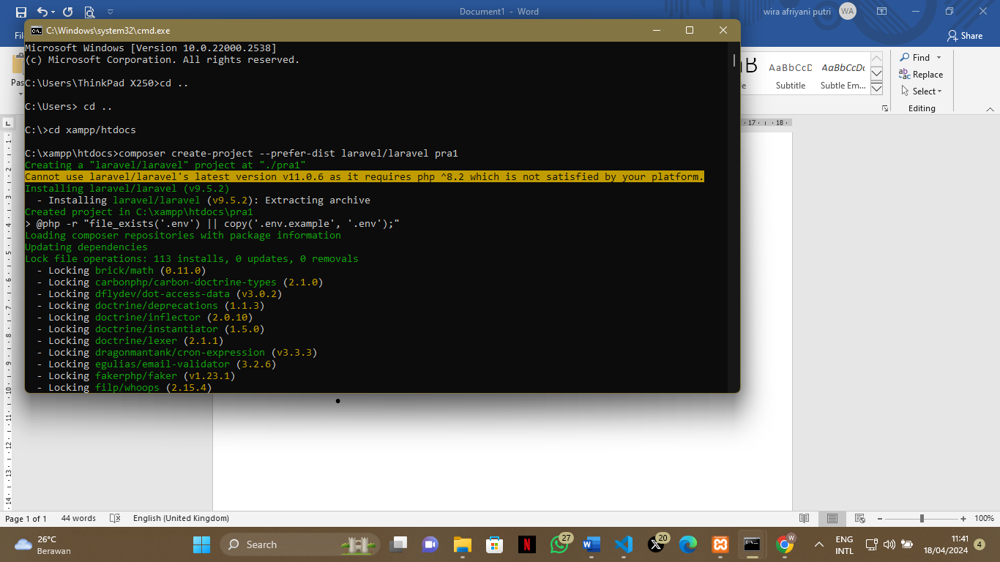 Document1 - Word
wira afriyani putri
WA
C:\Windows\system32\cmd.exe
Share
Find
Replace
Select
Editing
AaBbCcD
AaBbCcDc
Subtitle
Subtle Em...
Microsoft Windows [Version 10.0.22000.2538]
(c) Microsoft Corporation. All rights reserved.
C:\Users\ThinkPad X250>cd ..
C:\Users> cd ..
C:\>cd xampp/htdocs
C:\xampp\htdocs>composer create-project --prefer-dist laravel/laravel pra1
Creating a "laravel/laravel" project at "./pra1"
Cannot use laravel/laravel's latest version v11.0.6 as it requires php ^8.2 which is not satisfied by your platform.
Installing laravel/laravel (v9.5.2)
- Installing laravel/laravel (v9.5.2): Extracting archive
Created project in C:\xampp\htdocs\pra1
> @php -r "file_exists('.env') || copy('.env.example', '.env');"
Loading composer repositories with package information
Updating dependencies
Lock file operations: 113 installs, 0 updates, 0 removals
- Locking brick/math (0.11.0)
- Locking carbonphp/carbon-doctrine-types (2.1.0)
- Locking dflydev/dot-access-data (v3.0.2)
- Locking doctrine/deprecations (1.1.3)
- Locking doctrine/inflector (2.0.10)
- Locking doctrine/instantiator (1.5.0)
- Locking doctrine/lexer (2.1.1)
- Locking dragonmantank/cron-expression (v3.3.3)
- Locking egulias/email-validator (3.2.6)
- Locking fakerphp/faker (v1.23.1)
- Locking filp/whoops (2.15.4)
Page 1 of 1
44 words
English (United Kingdom)
100%
26°C
Berawan
Search
27
20
W
ENG
INTL
11:41
18/04/2024
4